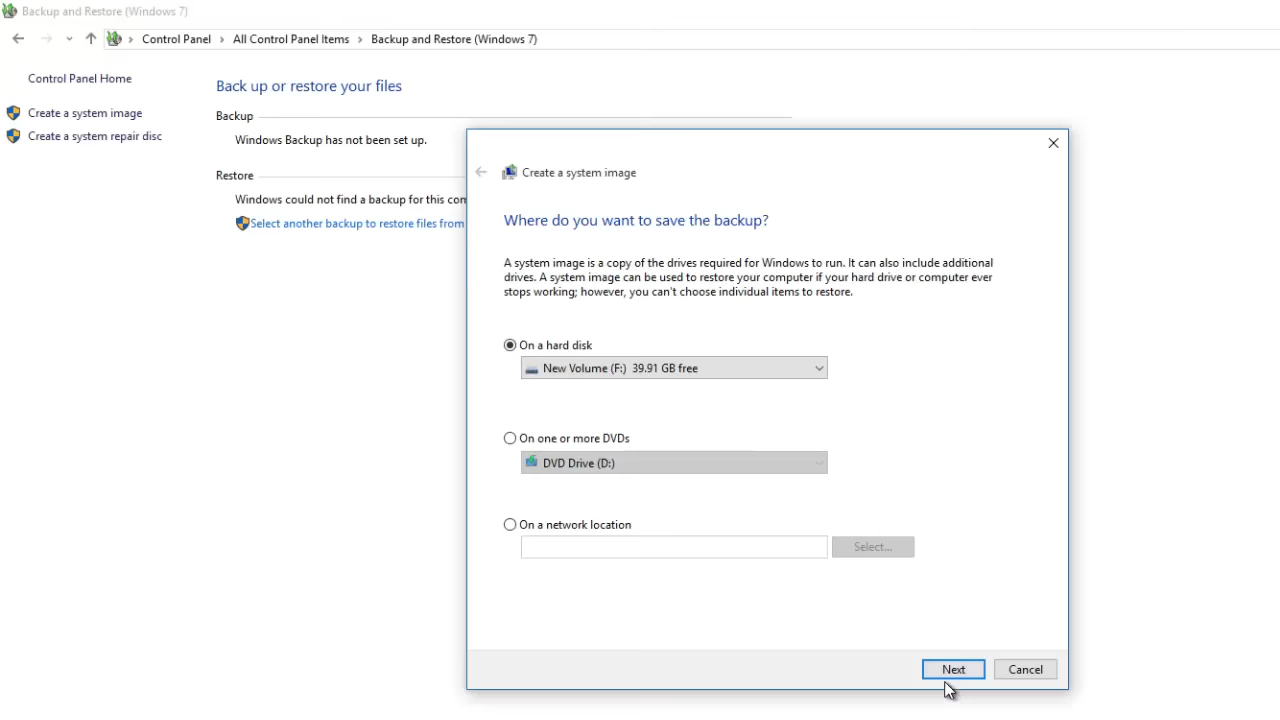 Backup and Restore (Windows 7)
Control Panel › All Control Panel Items › Backup and Restore (Windows 7)
Control Panel Home
Create a system image
Create a system repair disc
Back up or restore your files
Backup
Windows Backup has not been set up.
Restore
Windows could not find a backup for this com
Select another backup to restore files from
Create a system image
Where do you want to save the backup?
A system image is a copy of the drives required for Windows to run. It can also include additional
drives. A system image can be used to restore your computer if your hard drive or computer ever
stops working; however, you can't choose individual items to restore.
On a hard disk
New Volume (F:) 39.91 GB free
On one or more DVDs
DVD Drive (D:)
On a network location
Select...
Next
Cancel